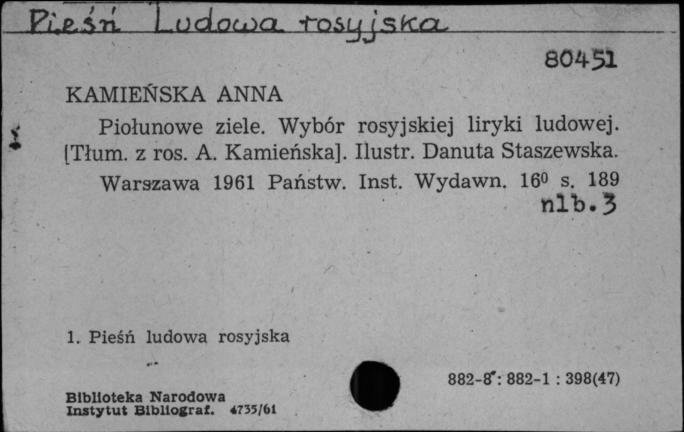 Pieśń Ludowa rosyjska
80451
KAMIEŃSKA ANNA
Piołunowe ziele. Wybór rosyjskiej liryki ludowej.
[Tłum. z ros. A. Kamieńska]. Ilustr. Danuta Staszewska.
Warszawa 1961 Państw. Inst. Wydawn. 16⁰ s. 189
nlb. 3
1. Pieśń ludowa rosyjska
882-8 : 882-1 : 398(47)
Biblioteka Narodowa
Instytut Bibliograf. 4735/61